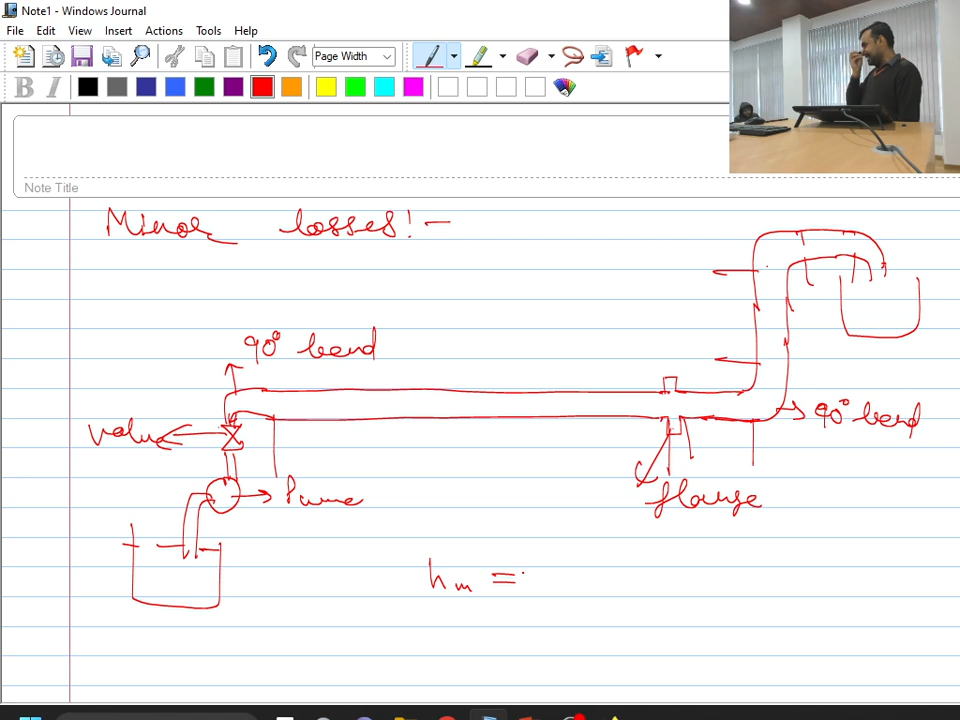 Note1 - Windows Journal
File Edit View Insert Actions Tools Help
Page Width
B I
Note Title
Minor losses! -
90° bend
Valve
90° bend
flange
hm =